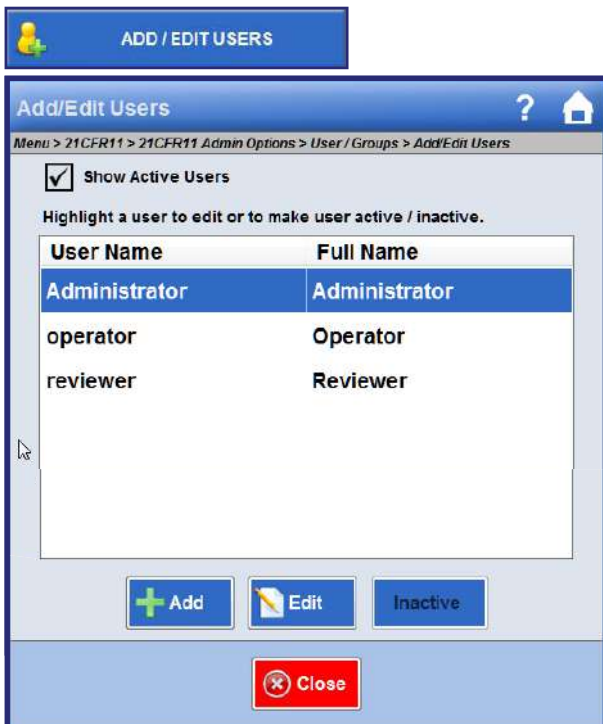 ADD / EDIT USERS
Add/Edit Users ?
Menu > 21CFR11 > 21CFR11 Admin Options > User / Groups > Add/Edit Users
Show Active Users
Highlight a user to edit or to make user active / inactive.
User Name Full Name
Administrator Administrator
operator Operator
reviewer Reviewer
Add Edit Inactive
Close